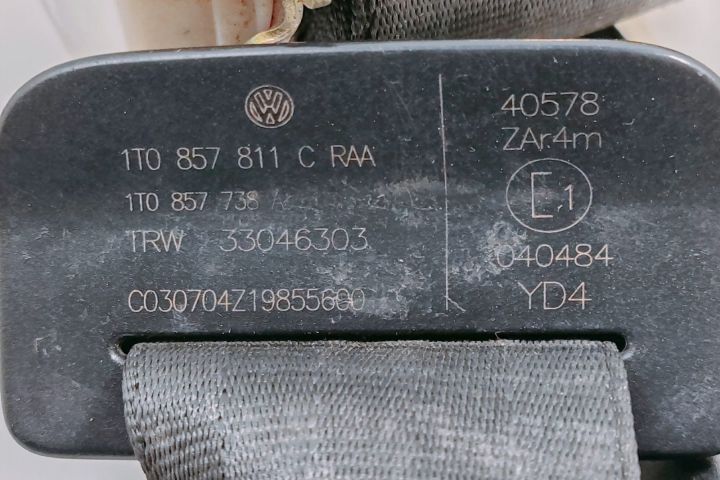 1T0 857 811 C RAA
1T0 857 738
TRW 33046303
C030704Z19855600
40578
ZAr4m
E1
040484
YD4